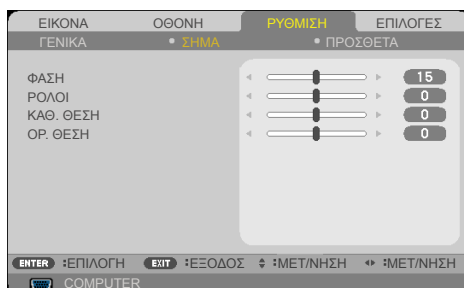 ΕΙΚΟΝΑ ΟΘΟΝΗ ΡΥΘΜΙΣΗ ΕΠΙΛΟΓΕΣ
ΓΕΝΙΚΑ • ΣΗΜΑ • ΠΡΟΣΘΕΤΑ
ΦΑΣΗ 15
ΡΟΛΟΙ 0
ΚΑΘ. ΘΕΣΗ 0
ΟΡ. ΘΕΣΗ 0
ENTER :ΕΠΙΛΟΓΗ EXIT :ΕΞΟΔΟΣ :ΜΕΤ/ΝΗΣΗ :ΜΕΤ/ΝΗΣΗ
COMPUTER